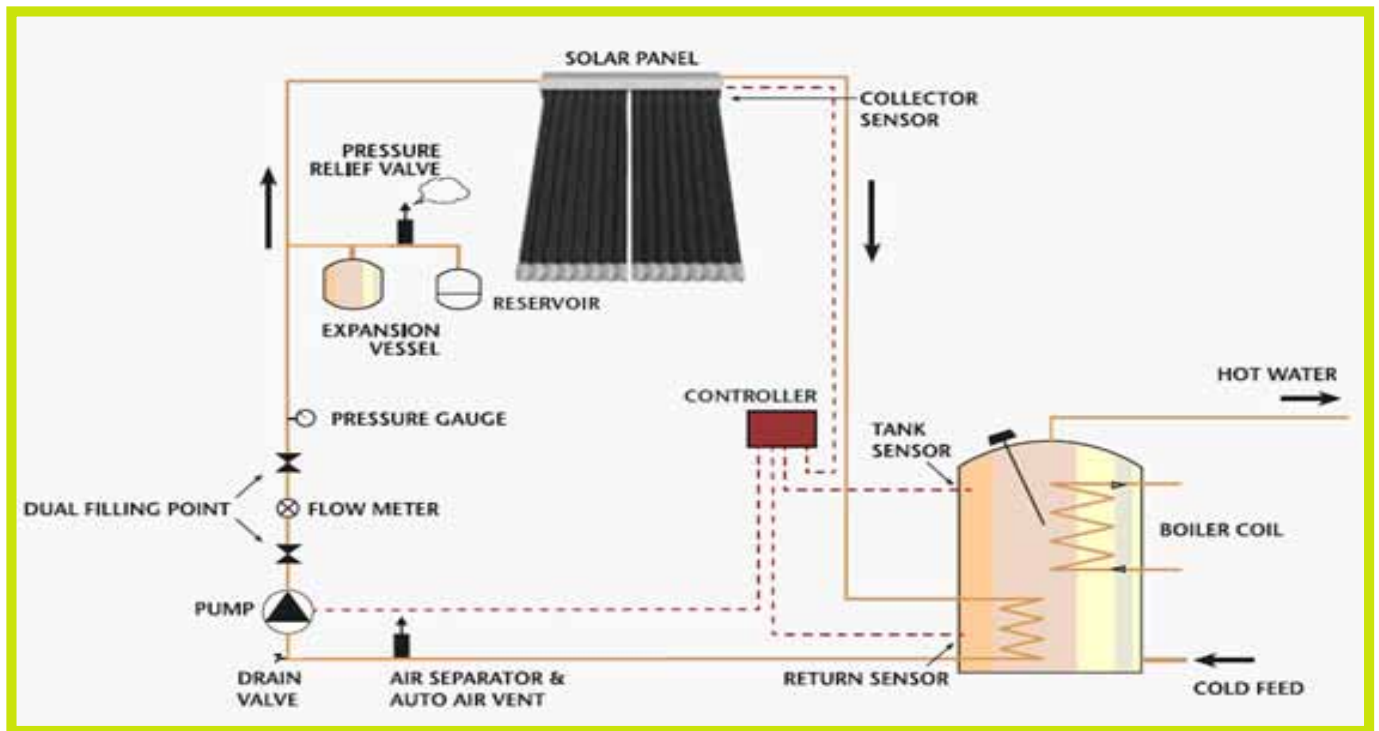 SOLAR PANEL
COLLECTOR
SENSOR
PRESSURE
RELIEF VALVE
RESERVOIR
EXPANSION
VESSEL
HOT WATER
CONTROLLER
PRESSURE GAUGE
TANK
SENSOR
DUAL FILLING POINT
FLOW METER
BOILER COIL
PUMP
DRAIN
VALVE
AIR SEPARATOR &
AUTO AIR VENT
RETURN SENSOR
COLD FEED